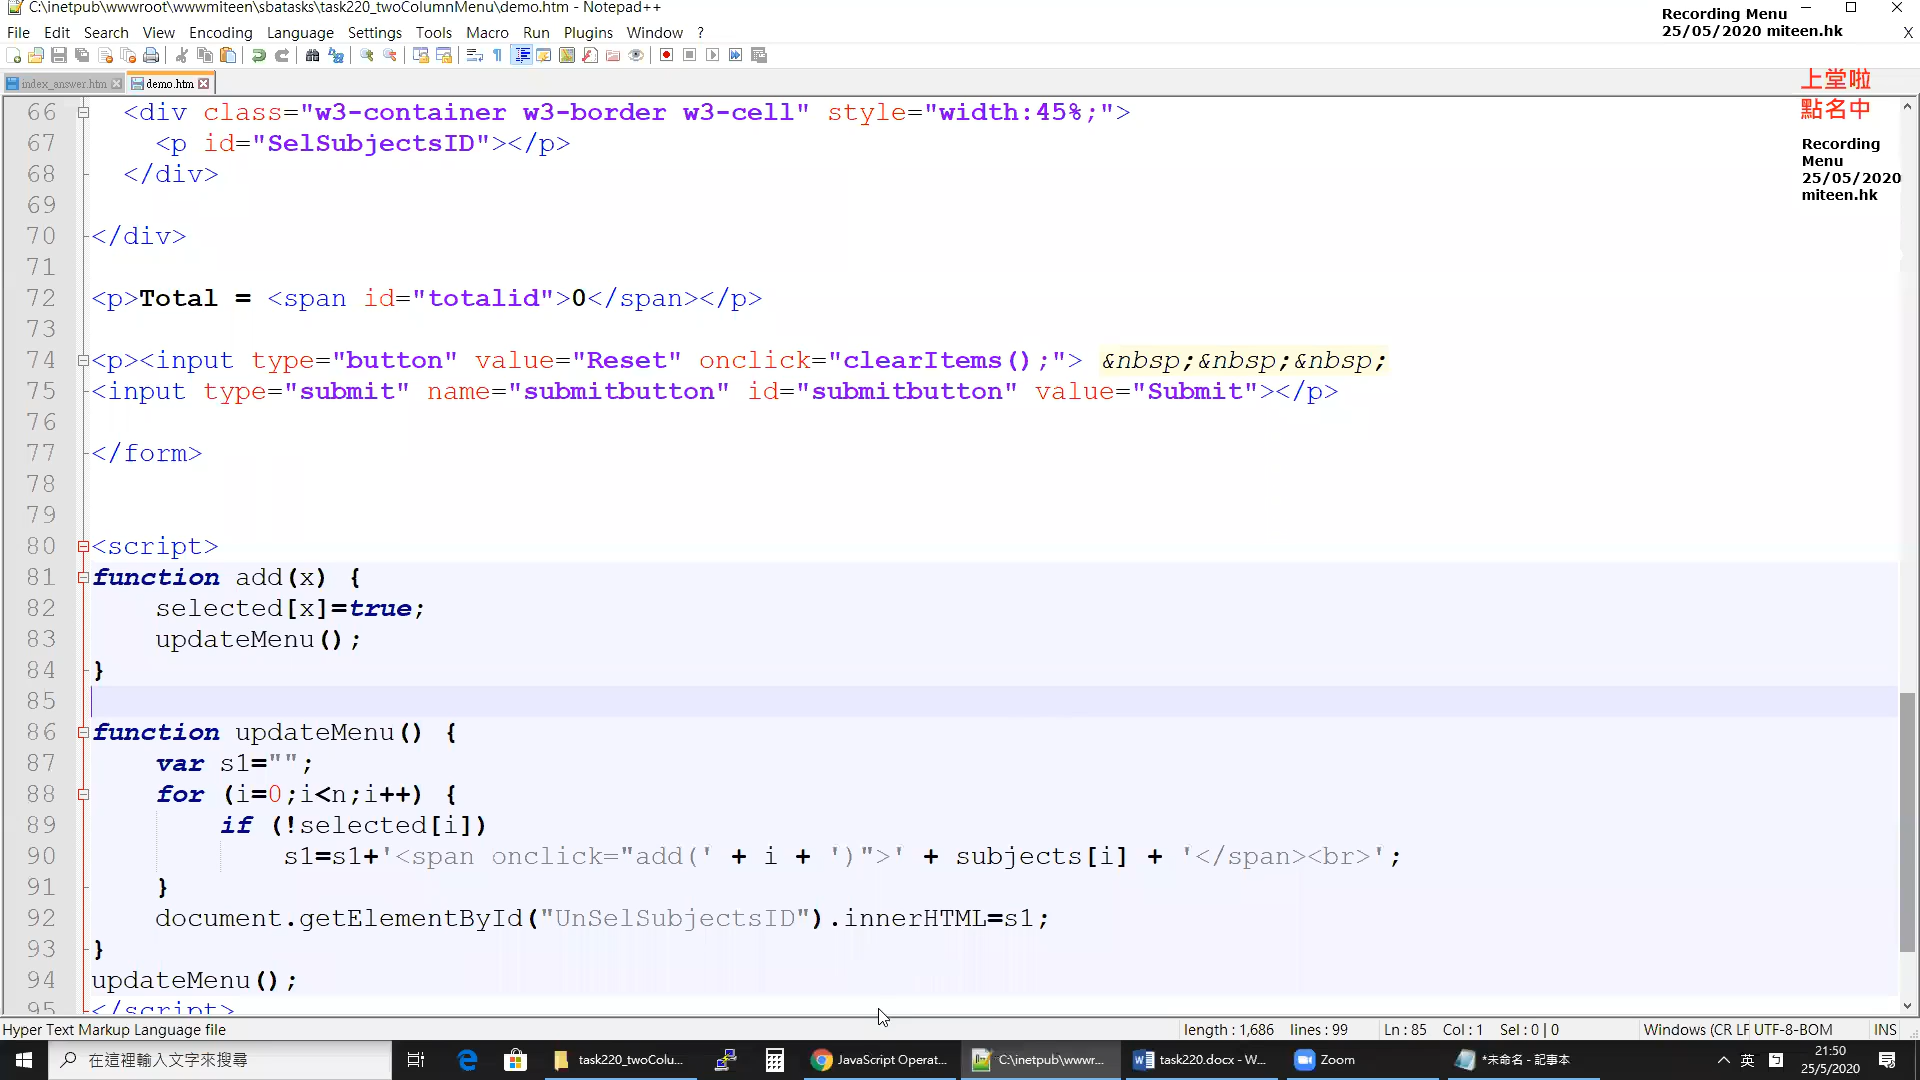 C:\inetpub\wwwroot\wwwmiteen\sbatasks\task220_twoColumnMenu\demo.htm - Notepad++
File Edit Search View Encoding Language Settings Tools Macro Run Plugins Window ? X
Recording Menu
25/05/2020 miteen.hk
index_answer.htm demo.htm
上堂啦
點名中
Recording
Menu
25/05/2020
miteen.hk
66 <div class="w3-container w3-border w3-cell" style="width:45%;">
67 <p id="SelSubjectsID"></p>
68 </div>
69
70 </div>
71
72 <p>Total = <span id="totalid">0</span></p>
73
74 <p><input type="button" value="Reset" onclick="clearItems();"> &nbsp;&nbsp;&nbsp;
75 <input type="submit" name="submitbutton" id="submitbutton" value="Submit"></p>
76
77 </form>
78
79
80 <script>
81 function add(x) {
82 selected[x]=true;
83 updateMenu();
84 }
85
86 function updateMenu() {
87 var s1="";
88 for (i=0;i<n;i++) {
89 if (!selected[i])
90 s1=s1+'<span onclick="add(' + i + ')">' + subjects[i] + '</span><br>';
91 }
92 document.getElementById("UnSelSubjectsID").innerHTML=s1;
93 }
94 updateMenu();
95 </script>
Hyper Text Markup Language file length : 1,686 lines : 99 Ln : 85 Col : 1 Sel : 0 | 0 Windows (CR LF UTF-8-BOM INS
在這裡輸入文字來搜尋 task220_twoColu... JavaScript Operat... C:\inetpub\wwwr... task220.docx - W... Zoom *未命名 - 記事本 英 21:50
25/5/2020